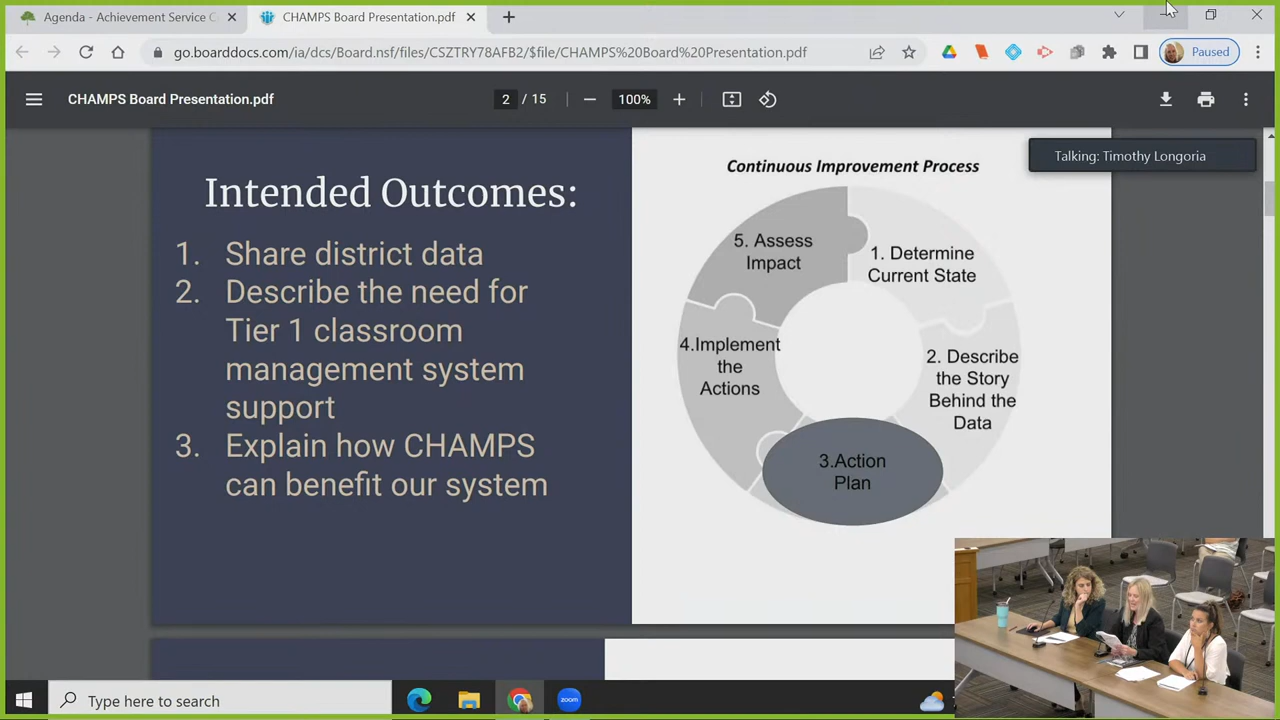 Agenda - Achievement Service C
CHAMPS Board Presentation.pdf
go.boarddocs.com/ia/dcs/Board.nsf/files/CSZTRY78AFB2/$file/CHAMPS%20Board%20Presentation.pdf
Paused
CHAMPS Board Presentation.pdf
2 / 15
100%
Talking: Timothy Longoria
Intended Outcomes:
1. Share district data
2. Describe the need for
Tier 1 classroom
management system
support
3. Explain how CHAMPS
can benefit our system
Continuous Improvement Process
5. Assess
Impact
1. Determine
Current State
4.Implement
the
Actions
2. Describe
the Story
Behind the
Data
3.Action
Plan
Type here to search
zoom